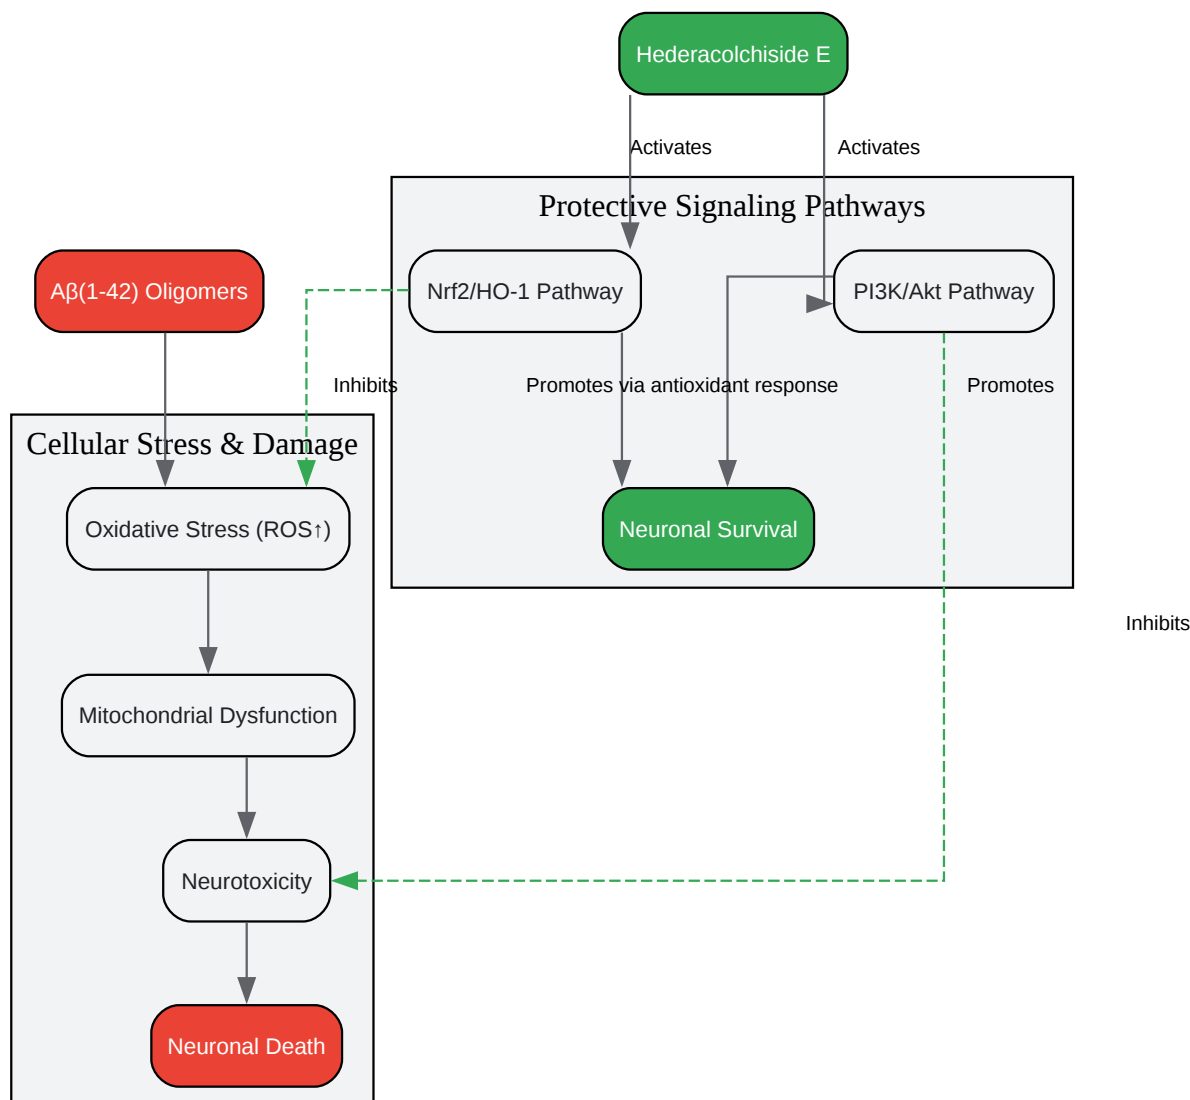 Hederacolchiside E
Activates
Activates
Protective Signaling Pathways
Aβ(1-42) Oligomers
Nrf2/HO-1 Pathway
PI3K/Akt Pathway
Inhibits
Promotes via antioxidant response
Promotes
Cellular Stress & Damage
Oxidative Stress (ROS↑)
Neuronal Survival
Inhibits
Mitochondrial Dysfunction
Neurotoxicity
Neuronal Death